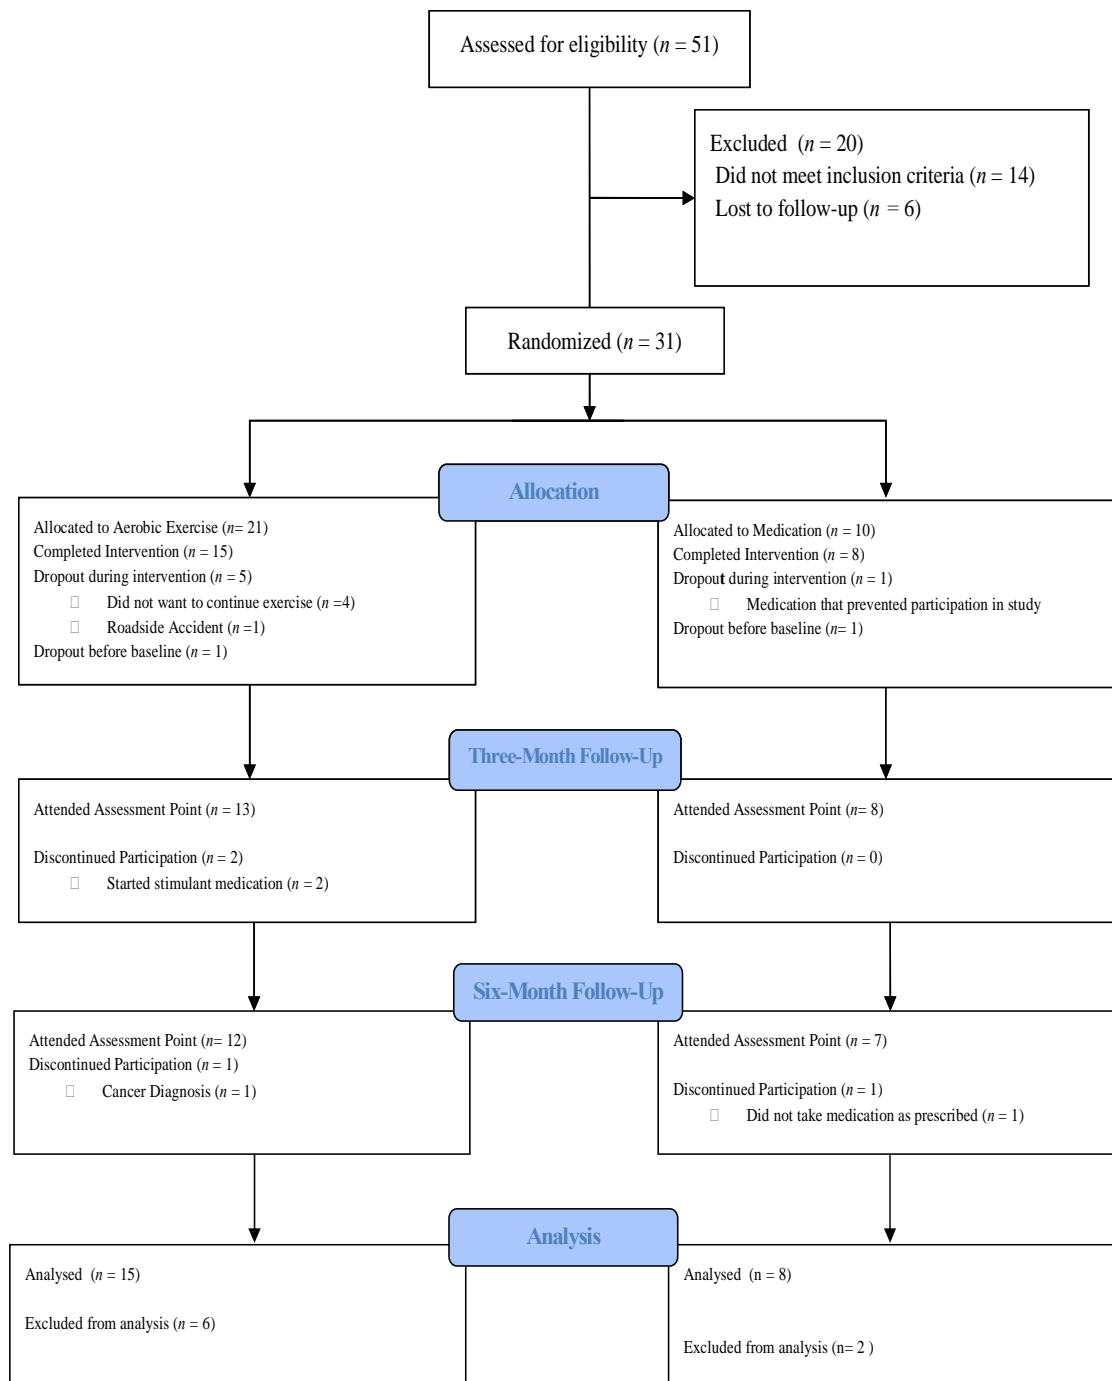 Assessed for eligibility (n = 51)
Excluded (n = 20)
Did not meet inclusion criteria (n = 14)
Lost to follow-up (n = 6)
Randomized (n = 31)
Allocation
Allocated to Aerobic Exercise (n= 21)
Completed Intervention (n = 15)
Dropout during intervention (n = 5)
Did not want to continue exercise (n =4)
Roadside Accident (n =1)
Dropout before baseline (n = 1)
Allocated to Medication (n = 10)
Completed Intervention (n = 8)
Dropout during intervention (n = 1)
Medication that prevented participation in study
Dropout before baseline (n= 1)
Three-Month Follow-Up
Attended Assessment Point (n = 13)
Discontinued Participation (n = 2)
Started stimulant medication (n = 2)
Attended Assessment Point (n= 8)
Discontinued Participation (n = 0)
Six-Month Follow-Up
Attended Assessment Point (n= 12)
Discontinued Participation (n = 1)
Cancer Diagnosis (n = 1)
Attended Assessment Point (n = 7)
Discontinued Participation (n = 1)
Did not take medication as prescribed (n = 1)
Analysis
Analysed (n = 15)
Excluded from analysis (n = 6)
Analysed (n = 8)
Excluded from analysis (n= 2 )